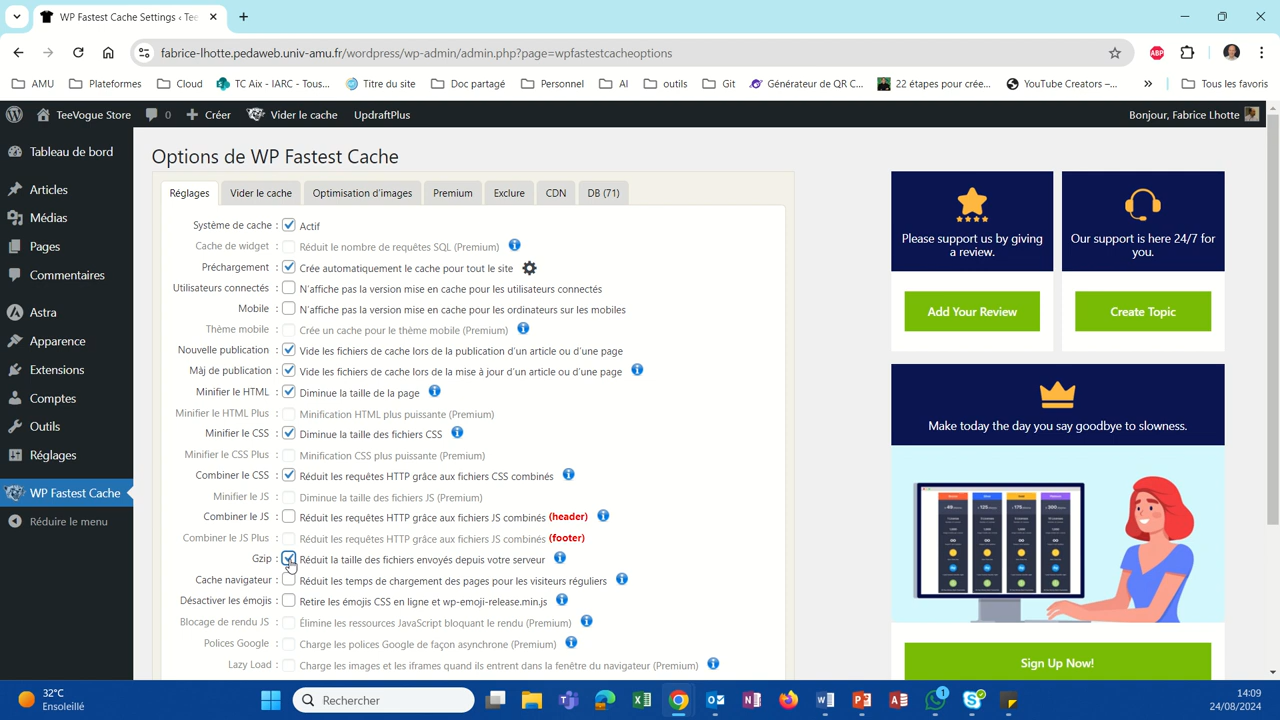 WP Fastest Cache Settings ‹ Tee
fabrice-lhotte.pedaweb.univ-amu.fr/wordpress/wp-admin/admin.php?page=wpfastestcacheoptions
ABP
AMU Plateformes Cloud TC Aix - IARC - Tous... Titre du site Doc partagé Personnel AI outils Git Générateur de QR C... 22 étapes pour crée... YouTube Creators –... » Tous les favoris
TeeVogue Store 0 Créer Vider le cache UpdraftPlus Bonjour, Fabrice Lhotte
Tableau de bord
Articles
Médias
Pages
Commentaires
Astra
Apparence
Extensions
Comptes
Outils
Réglages
WP Fastest Cache
Réduire le menu
Options de WP Fastest Cache
Réglages Vider le cache Optimisation d'images Premium Exclure CDN DB (71)
Système de cache : Actif
Cache de widget : Réduit le nombre de requêtes SQL (Premium)
Préchargement : Crée automatiquement le cache pour tout le site
Utilisateurs connectés : N'affiche pas la version mise en cache pour les utilisateurs connectés
Mobile : N'affiche pas la version mise en cache pour les ordinateurs sur les mobiles
Thème mobile : Crée un cache pour le thème mobile (Premium)
Nouvelle publication : Vide les fichiers de cache lors de la publication d'un article ou d'une page
Màj de publication : Vide les fichiers de cache lors de la mise à jour d'un article ou d'une page
Minifier le HTML : Diminue la taille de la page
Minifier le HTML Plus : Minification HTML plus puissante (Premium)
Minifier le CSS : Diminue la taille des fichiers CSS
Minifier le CSS Plus : Minification CSS plus puissante (Premium)
Combiner le CSS : Réduit les requêtes HTTP grâce aux fichiers CSS combinés
Minifier le JS : Diminue la taille des fichiers JS (Premium)
Combiner le JS : Réduit les requêtes HTTP grâce aux fichiers JS combinés (header)
Combiner le JS Plus : Réduit les requêtes HTTP grâce aux fichiers JS combinés (footer)
Réduit la taille des fichiers envoyés depuis votre serveur
Cache navigateur : Réduit les temps de chargement des pages pour les visiteurs réguliers
Désactiver les emojis : Retire les émojis CSS en ligne et wp-emoji-release.min.js
Blocage de rendu JS : Élimine les ressources JavaScript bloquant le rendu (Premium)
Polices Google : Charge les polices Google de façon asynchrone (Premium)
Lazy Load : Charge les images et les iframes quand ils entrent dans la fenêtre du navigateur (Premium)
Please support us by giving
a review.
Add Your Review
Our support is here 24/7 for
you.
Create Topic
Make today the day you say goodbye to slowness.
Sign Up Now!
32°C
Ensoleillé
Rechercher
1
14:09
24/08/2024